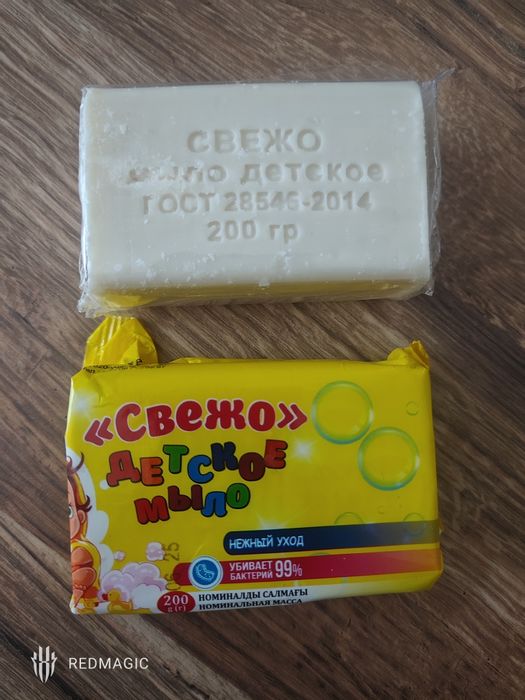 СВЕЖО
мыло детское
ГОСТ 28546-2014
200 гр
«Свежо»
ДЕТСКОЕ
МЫЛО
НЕЖНЫЙ УХОД
УБИВАЕТ
БАКТЕРИЙ 99%
25
200
g (г)
НОМИНАЛДЫ САЛМАҒЫ
НОМИНАЛЬНАЯ МАССА
REDMAGIC